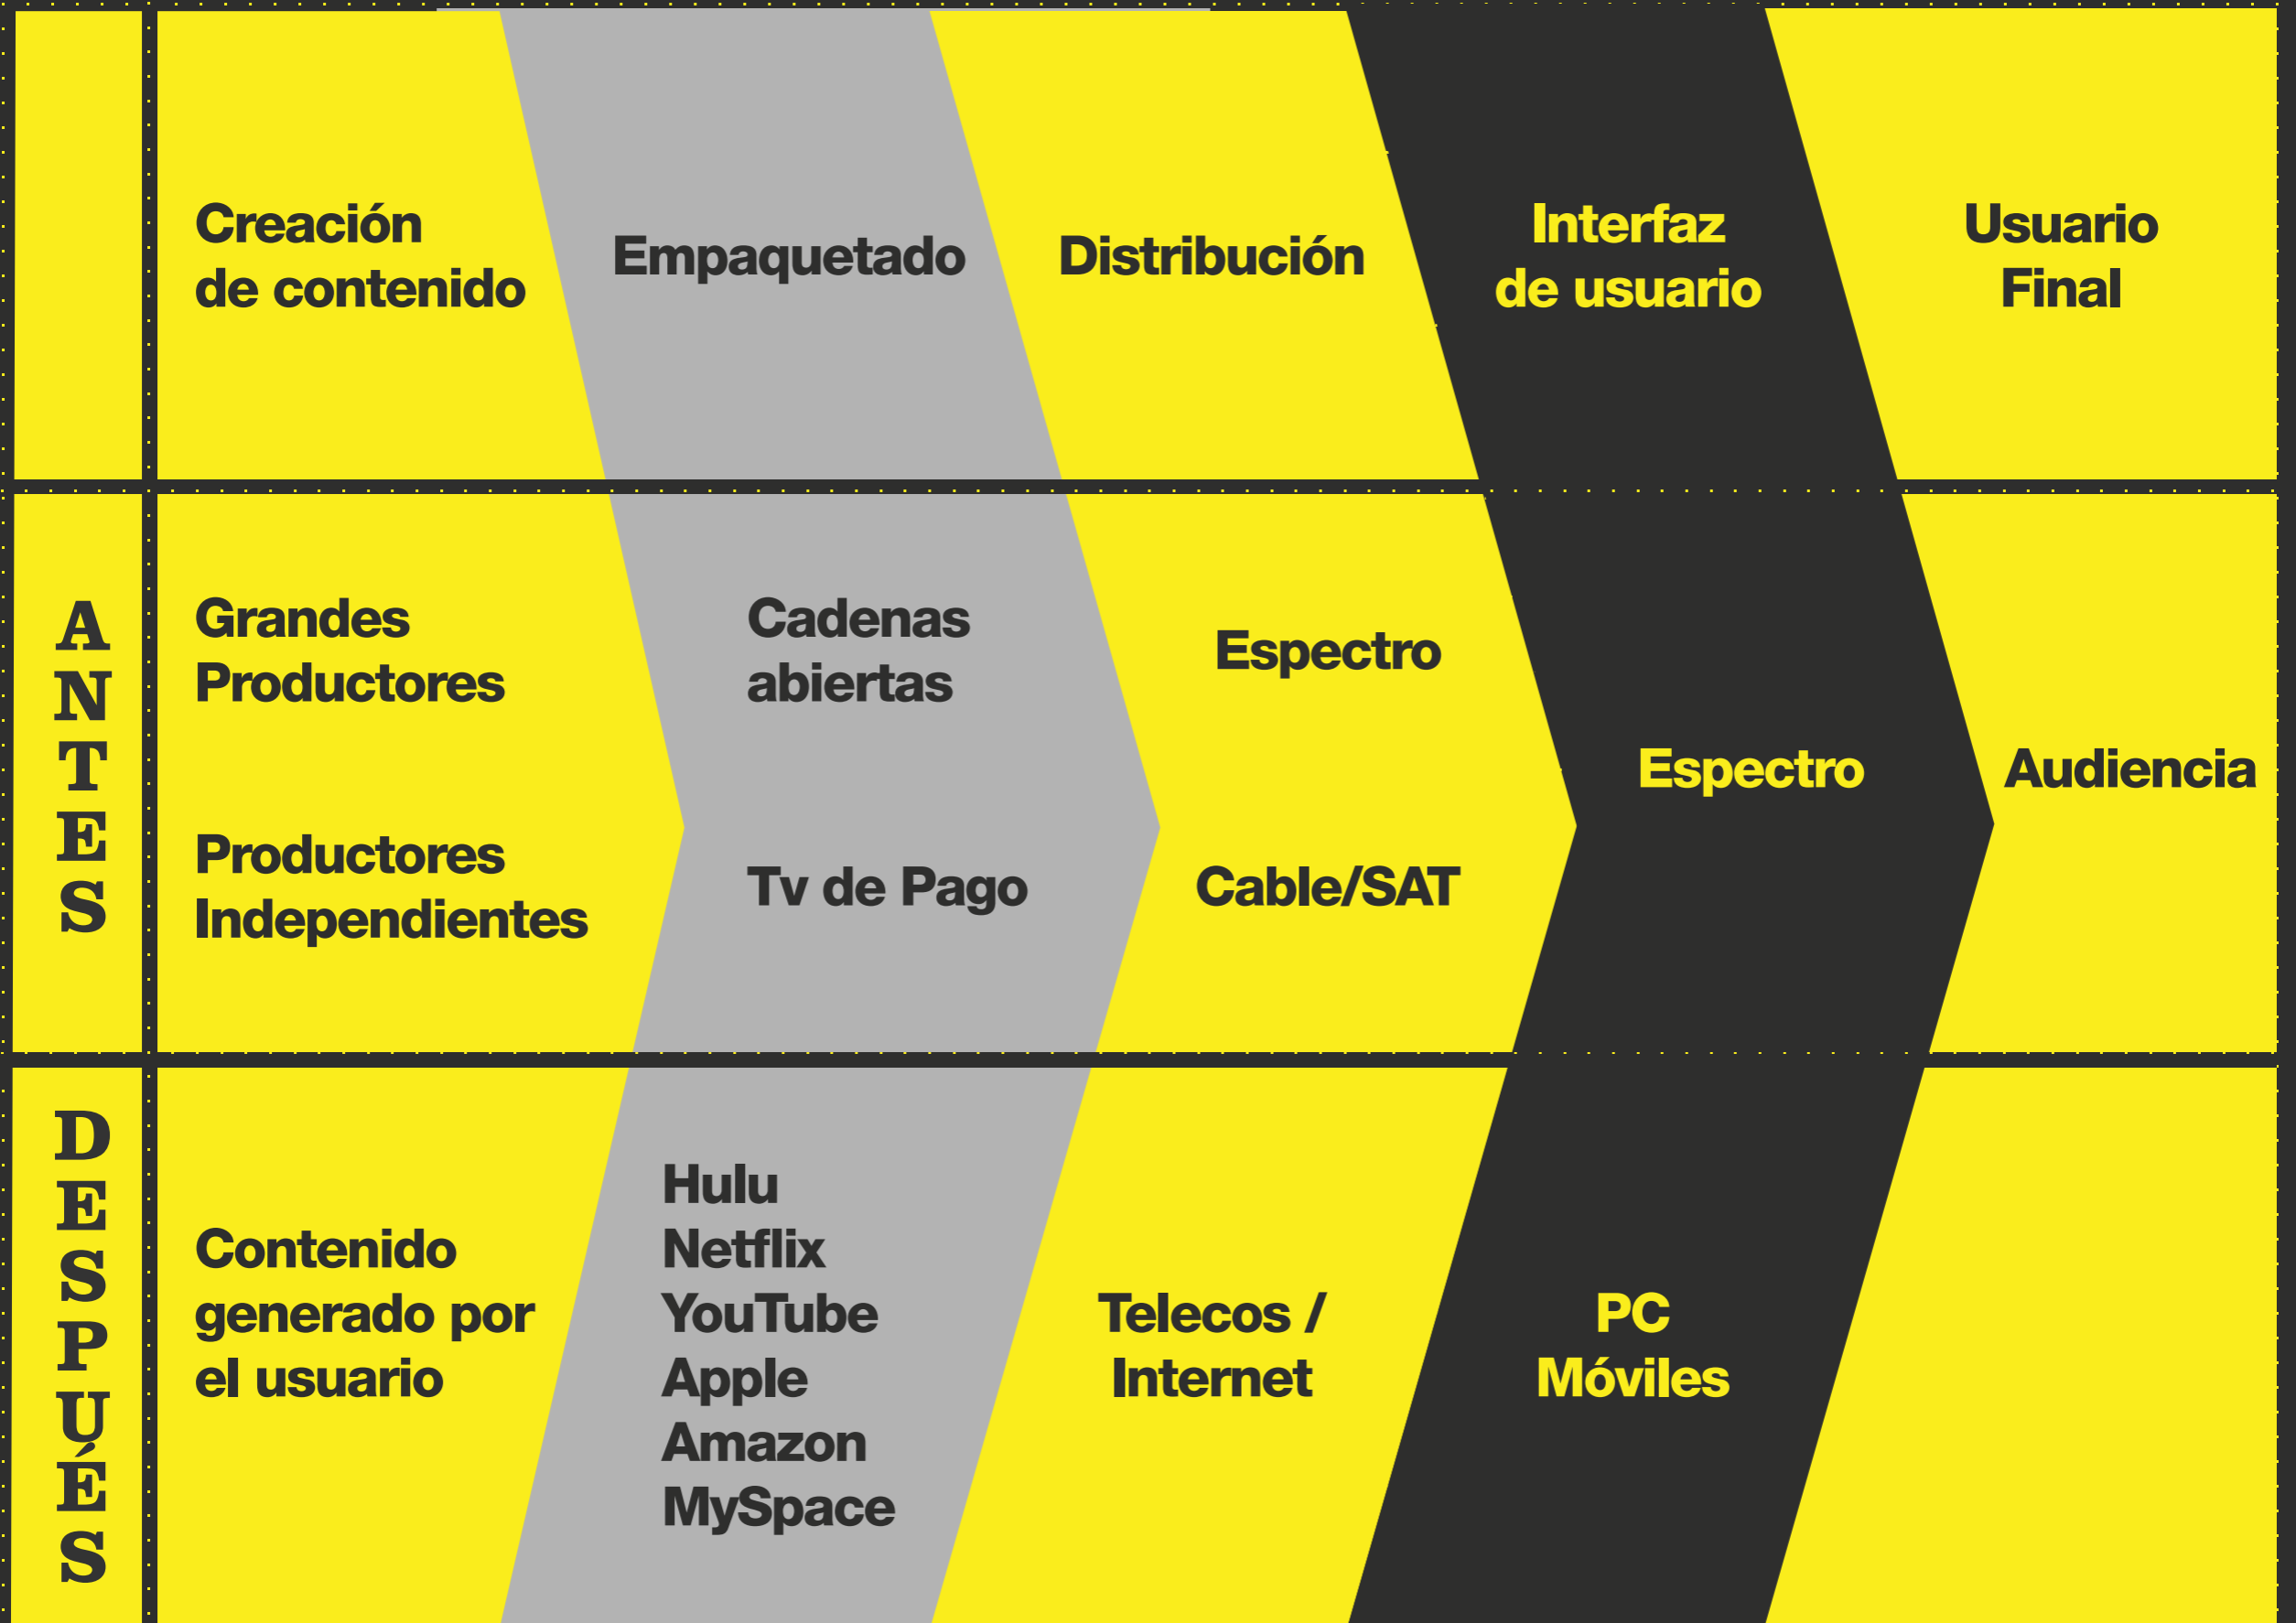 Creación
de contenido
Empaquetado
Distribución
Interfaz
de usuario
Usuario
Final
ANTES
Grandes
Productores
Productores
Independientes
Cadenas
abiertas
Tv de Pago
Espectro
Cable/SAT
Espectro
Audiencia
DESPUÉS
Contenido
generado por
el usuario
Hulu
Netflix
YouTube
Apple
Amazon
MySpace
Telecos /
Internet
PC
Móviles